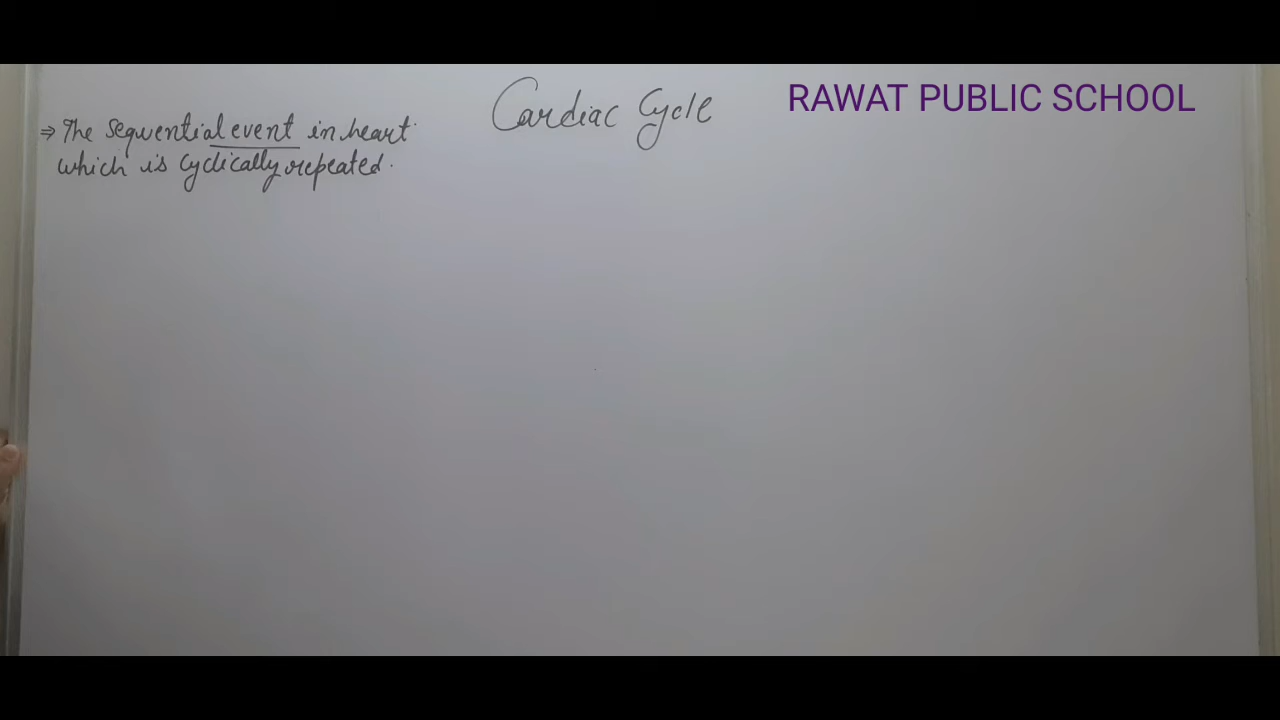 Cardiac Cycle
RAWAT PUBLIC SCHOOL
⇒ The sequential event in heart
which is cyclically repeated.